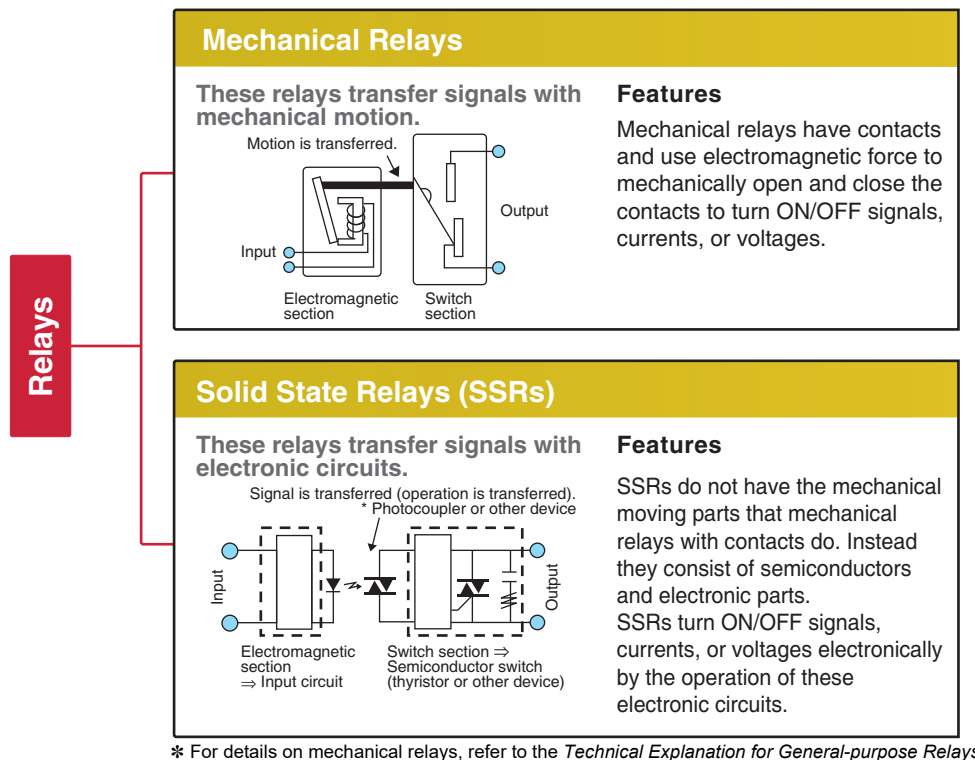 Relays
Mechanical Relays
These relays transfer signals with
mechanical motion.
Motion is transferred.
Input
Output
Electromagnetic
section
Switch
section
Features
Mechanical relays have contacts
and use electromagnetic force to
mechanically open and close the
contacts to turn ON/OFF signals,
currents, or voltages.
Solid State Relays (SSRs)
These relays transfer signals with
electronic circuits.
Signal is transferred (operation is transferred).
* Photocoupler or other device
Input
Output
Electromagnetic
section
⇒ Input circuit
Switch section ⇒
Semiconductor switch
(thyristor or other device)
Features
SSRs do not have the mechanical
moving parts that mechanical
relays with contacts do. Instead
they consist of semiconductors
and electronic parts.
SSRs turn ON/OFF signals,
currents, or voltages electronically
by the operation of these
electronic circuits.
✽ For details on mechanical relays, refer to the Technical Explanation for General-purpose Relays